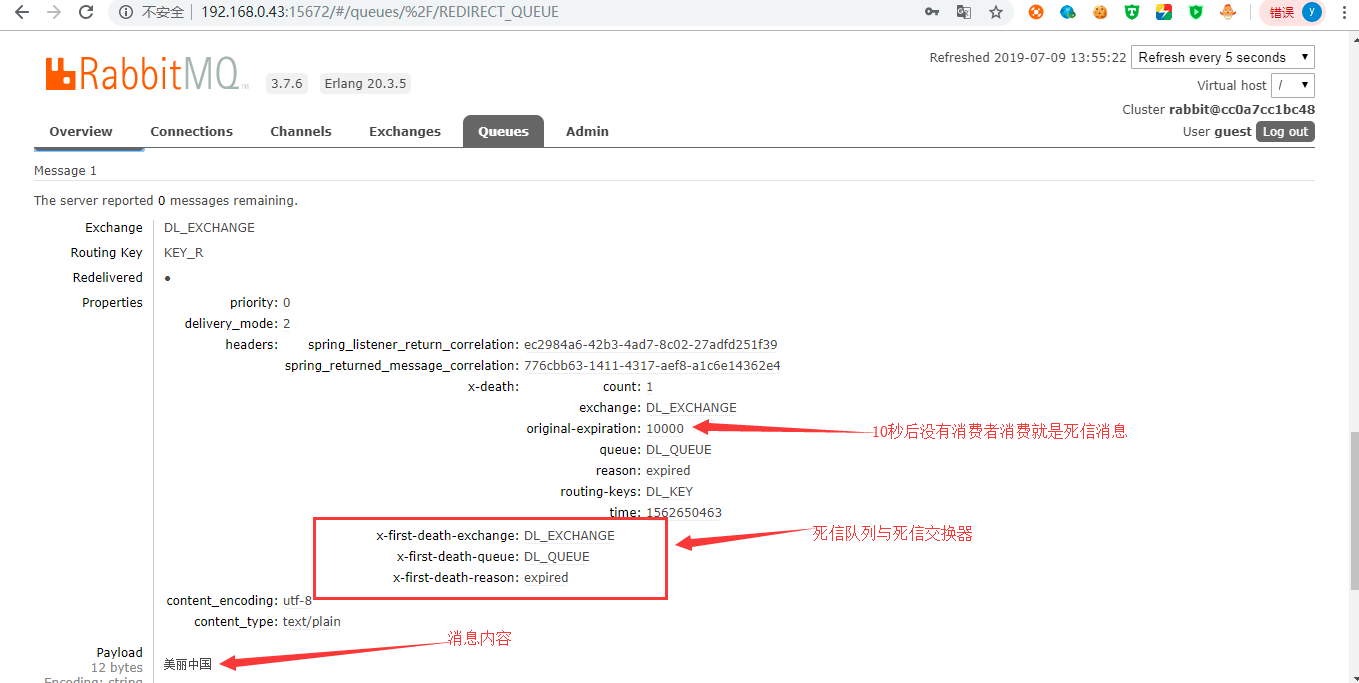 不安全 192.168.0.43:15672/#/queues/%2F/REDIRECT_QUEUE 错误 y
Refreshed 2019-07-09 13:55:22 Refresh every 5 seconds
RabbitMQ TM 3.7.6 Erlang 20.3.5
Virtual host /
Cluster rabbit@cc0a7cc1bc48
User guest Log out
Overview Connections Channels Exchanges Queues Admin
Message 1
The server reported 0 messages remaining.
Exchange DL_EXCHANGE
Routing Key KEY_R
Redelivered ●
Properties priority: 0
delivery_mode: 2
headers: spring_listener_return_correlation: ec2984a6-42b3-4ad7-8c02-27adfd251f39
spring_returned_message_correlation: 776cbb63-1411-4317-aef8-a1c6e14362e4
x-death: count: 1
exchange: DL_EXCHANGE
original-expiration: 10000 10秒后没有消费者消费就是死信消息
queue: DL_QUEUE
reason: expired
routing-keys: DL_KEY
time: 1562650463
x-first-death-exchange: DL_EXCHANGE 死信队列与死信交换器
x-first-death-queue: DL_QUEUE
x-first-death-reason: expired
content_encoding: utf-8
content_type: text/plain
消息内容
Payload
12 bytes
美丽中国
Encoding: string